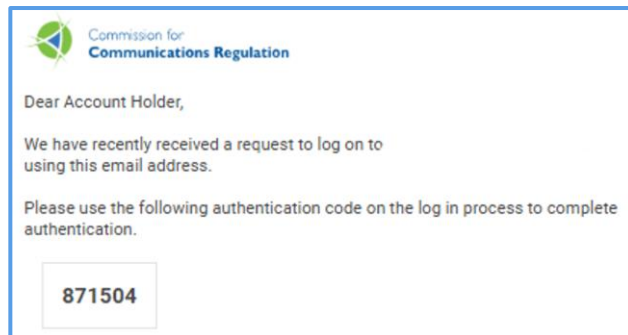 Commission for
Communications Regulation
Dear Account Holder,
We have recently received a request to log on to
using this email address.
Please use the following authentication code on the log in process to complete
authentication.
871504